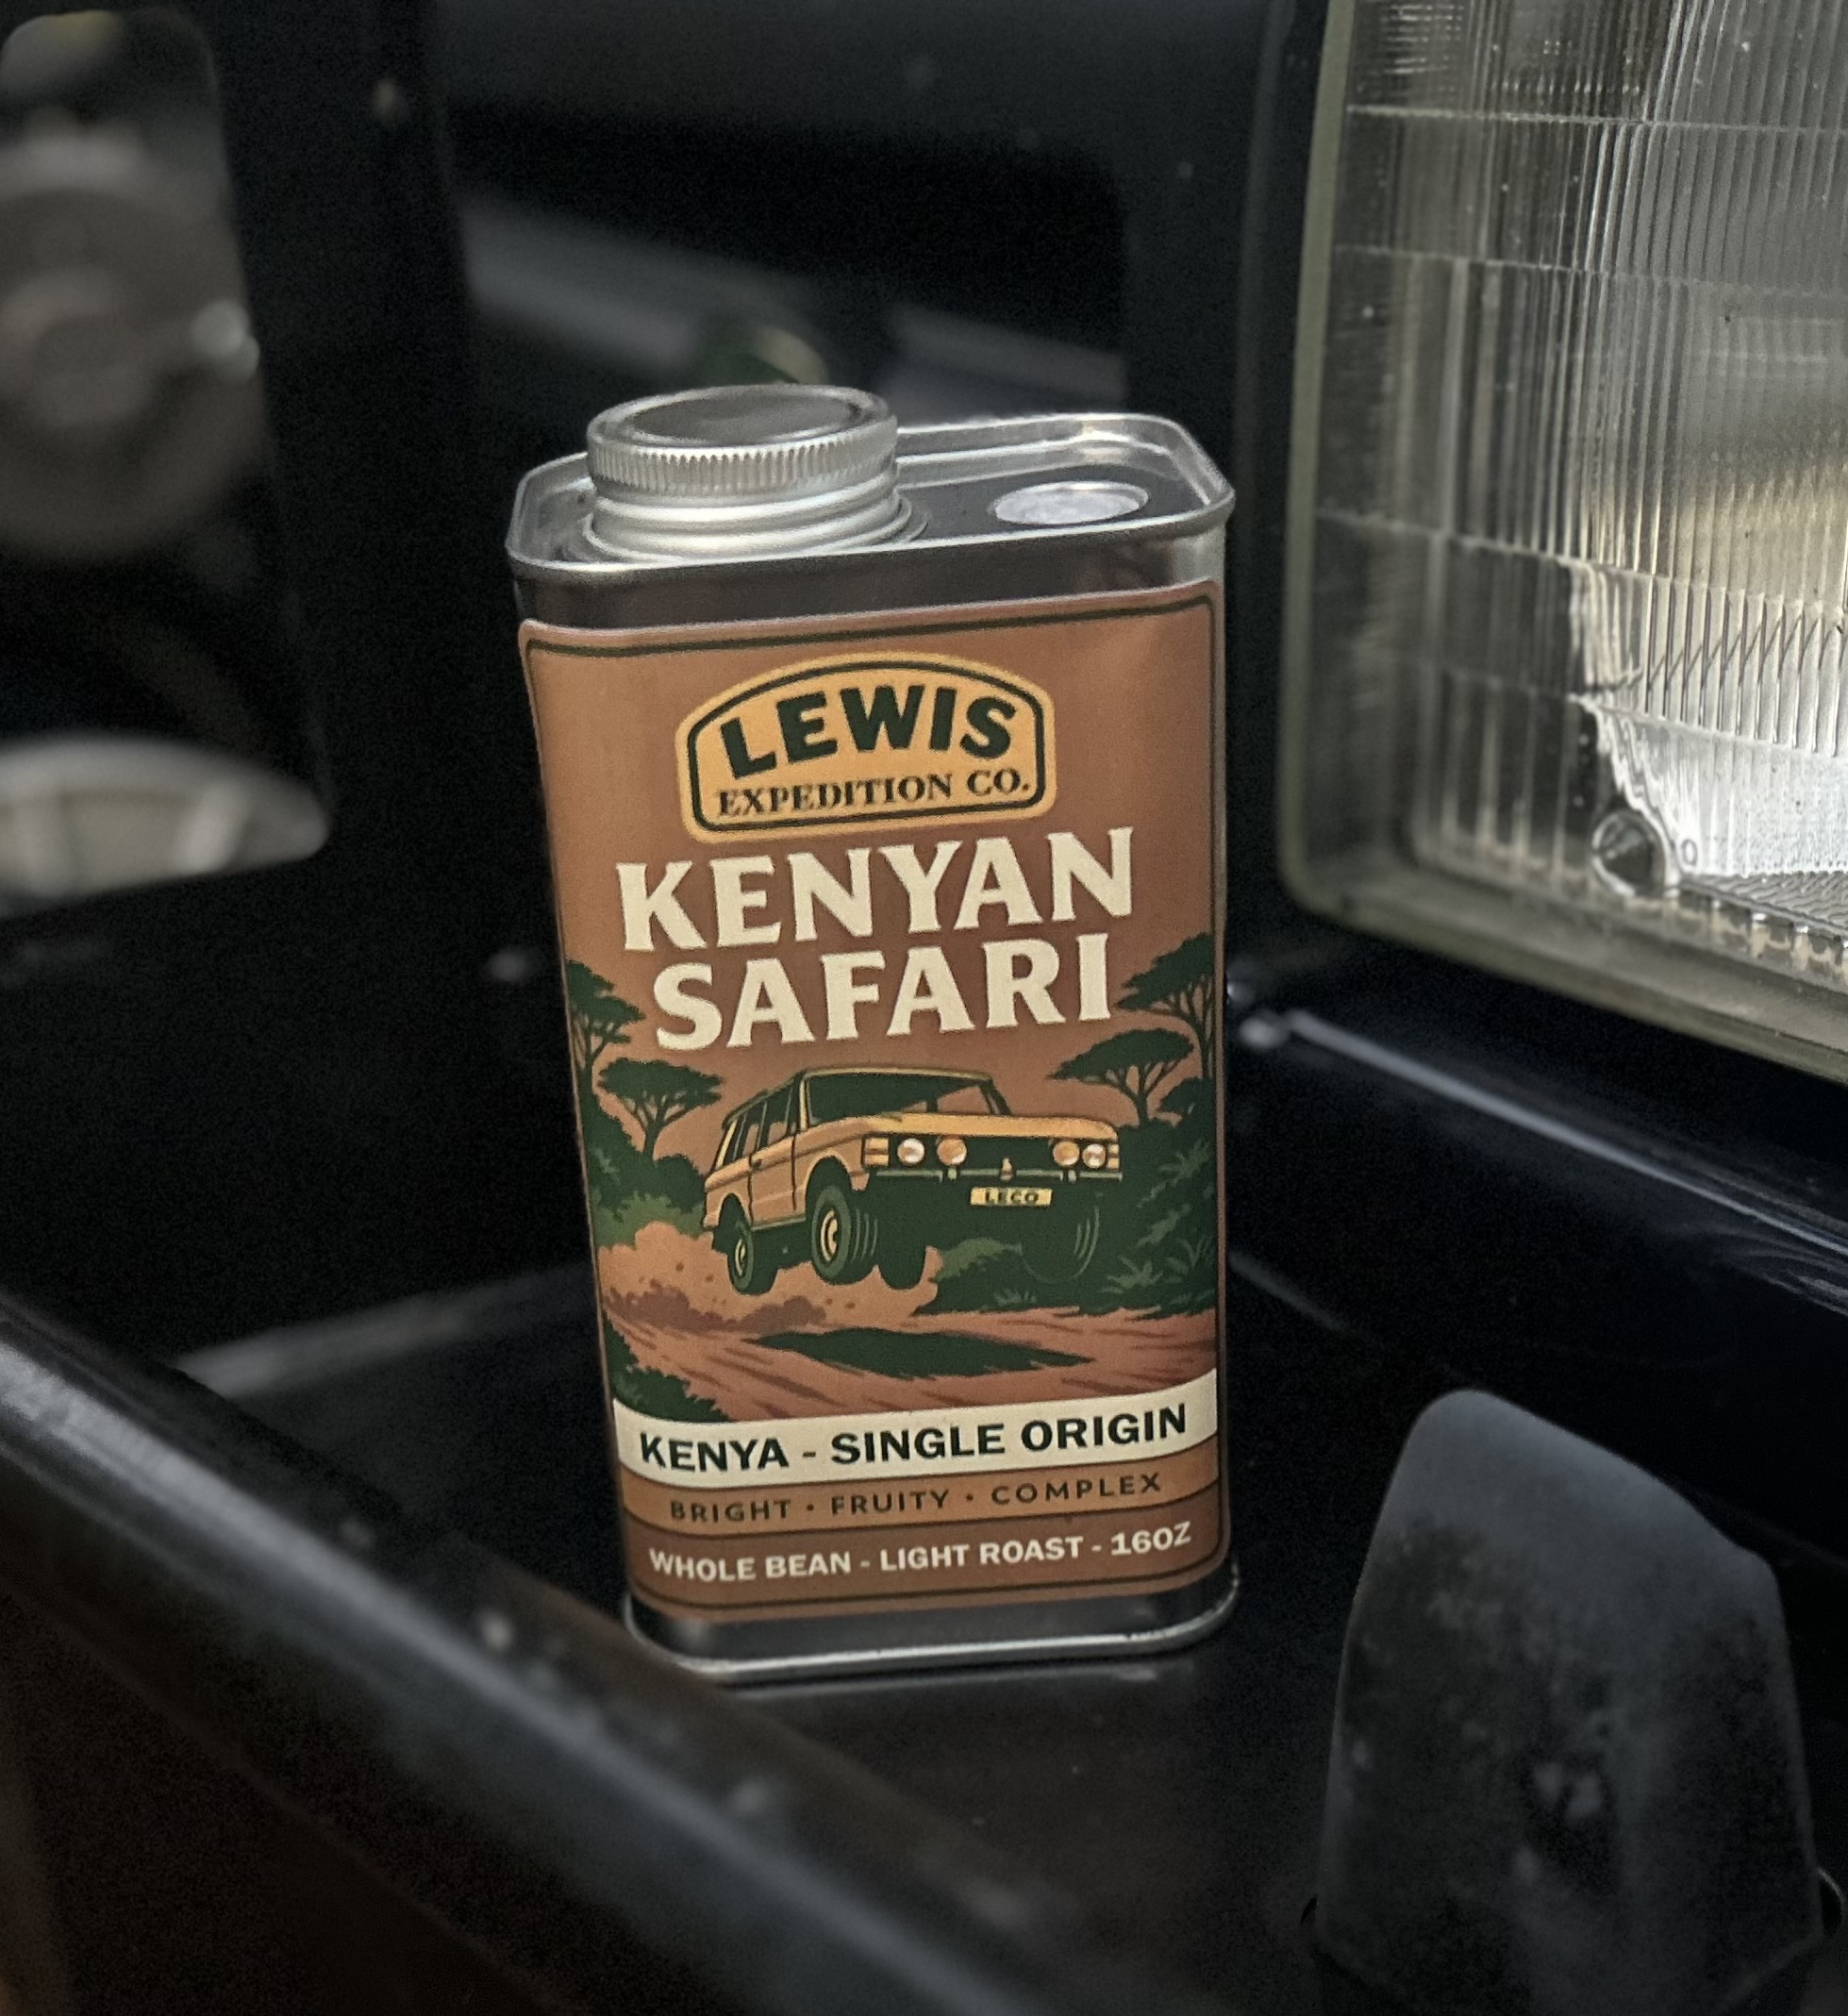 LEWIS
EXPEDITION CO.
KENYAN
SAFARI
LECO
KENYA - SINGLE ORIGIN
BRIGHT · FRUITY · COMPLEX
WHOLE BEAN - LIGHT ROAST - 16OZ